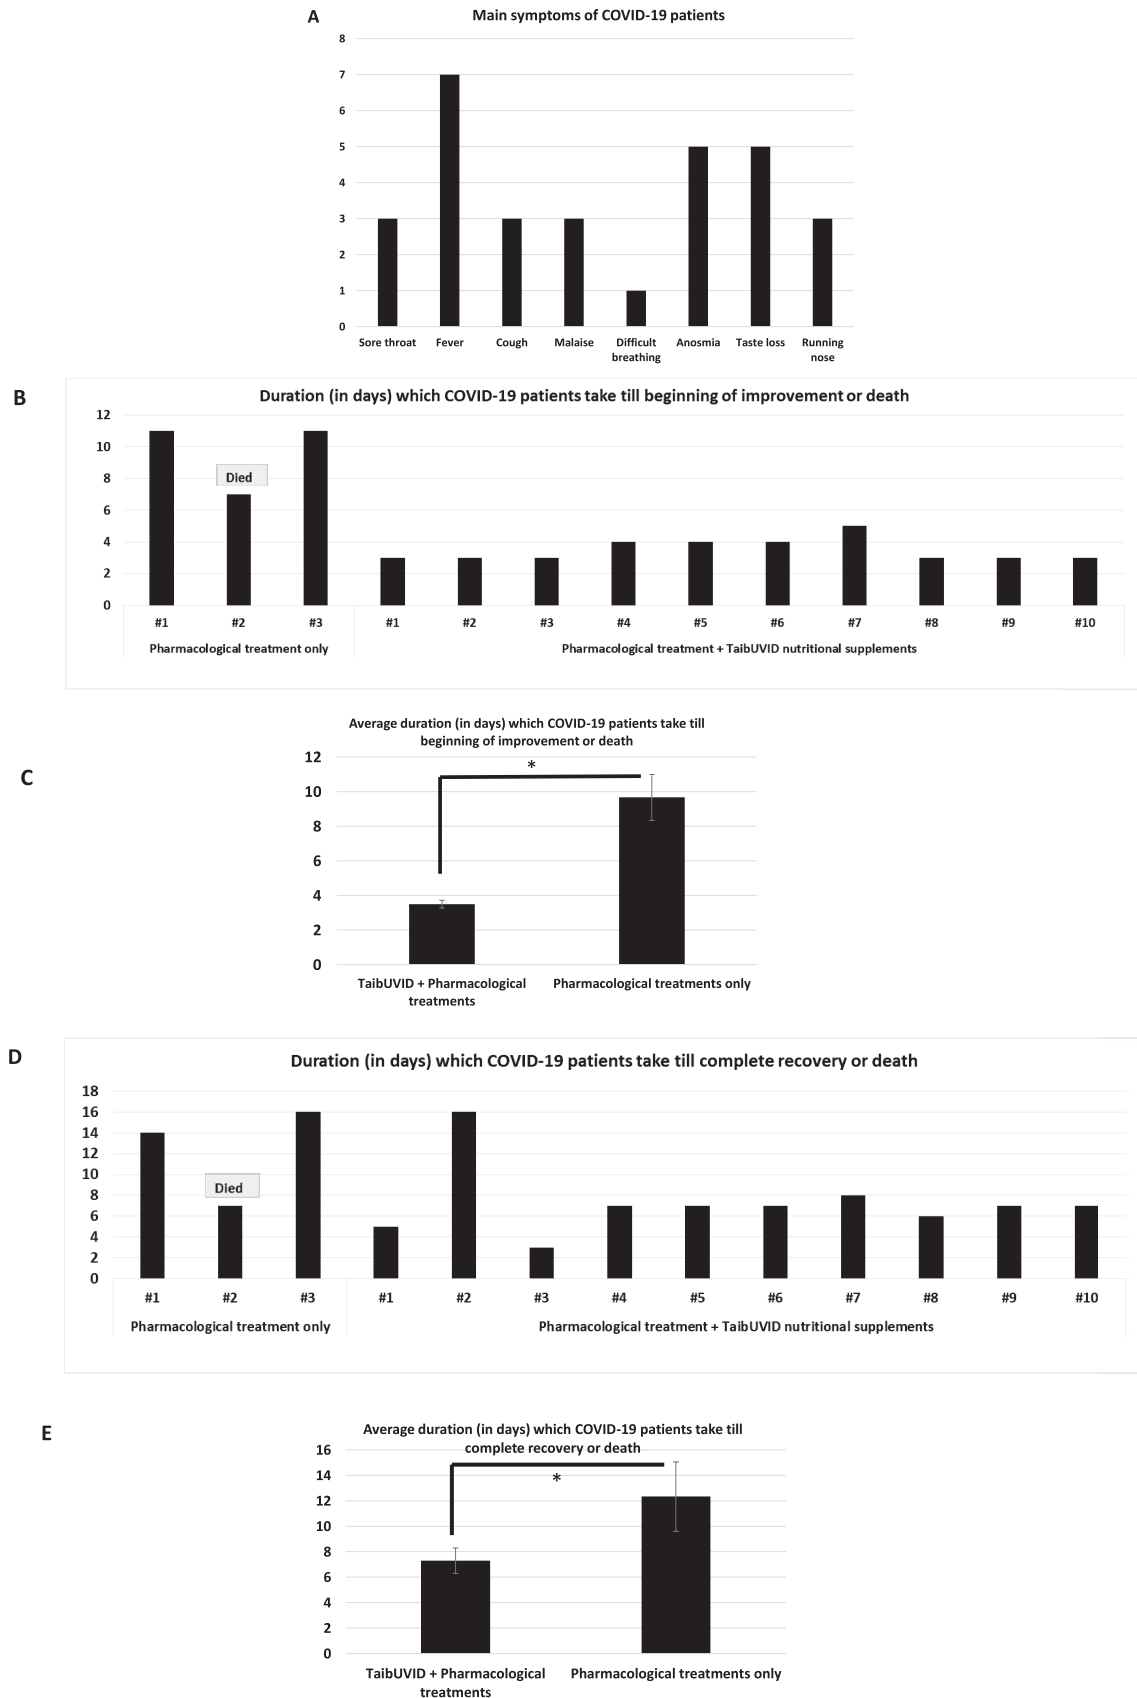 A
Main symptoms of COVID-19 patients
8
7
6
5
4
3
2
1
0
Sore throat Fever Cough Malaise Difficult breathing Anosmia Taste loss Running nose
B
Duration (in days) which COVID-19 patients take till beginning of improvement or death
12
10
8
6
4
2
0
Died
#1 #2 #3 #1 #2 #3 #4 #5 #6 #7 #8 #9 #10
Pharmacological treatment only Pharmacological treatment + TaibUVID nutritional supplements
C
Average duration (in days) which COVID-19 patients take till
beginning of improvement or death
12
10
8
6
4
2
0
*
TaibUVID + Pharmacological
treatments
Pharmacological treatments only
D
Duration (in days) which COVID-19 patients take till complete recovery or death
18
16
14
12
10
8
6
4
2
0
Died
#1 #2 #3 #1 #2 #3 #4 #5 #6 #7 #8 #9 #10
Pharmacological treatment only Pharmacological treatment + TaibUVID nutritional supplements
E
Average duration (in days) which COVID-19 patients take till
complete recovery or death
16
14
12
10
8
6
4
2
0
*
TaibUVID + Pharmacological
treatments
Pharmacological treatments only